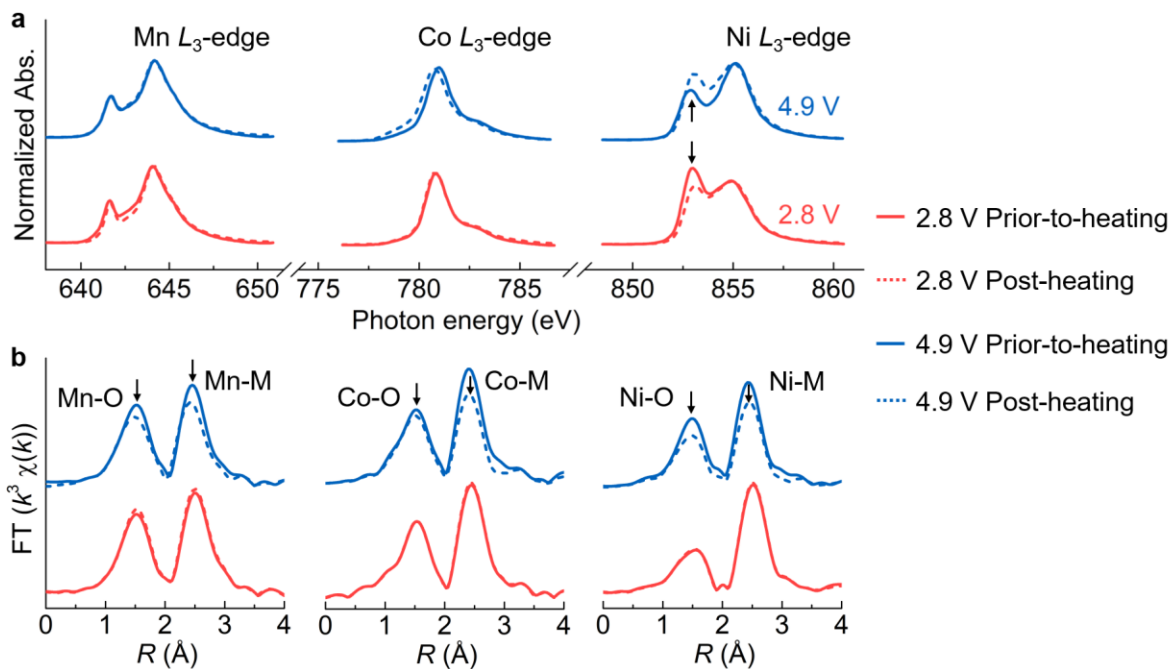 a
Mn L₃-edge
Co L₃-edge
Ni L₃-edge
4.9 V
2.8 V
Normalized Abs.
640 645 650 775 780 785 850 855 860
Photon energy (eV)
2.8 V Prior-to-heating
2.8 V Post-heating
4.9 V Prior-to-heating
4.9 V Post-heating
b
Mn-O
Mn-M
Co-O
Co-M
Ni-O
Ni-M
FT (k³ χ(k))
0 1 2 3 4 0 1 2 3 4 0 1 2 3 4
R (Å) R (Å) R (Å)